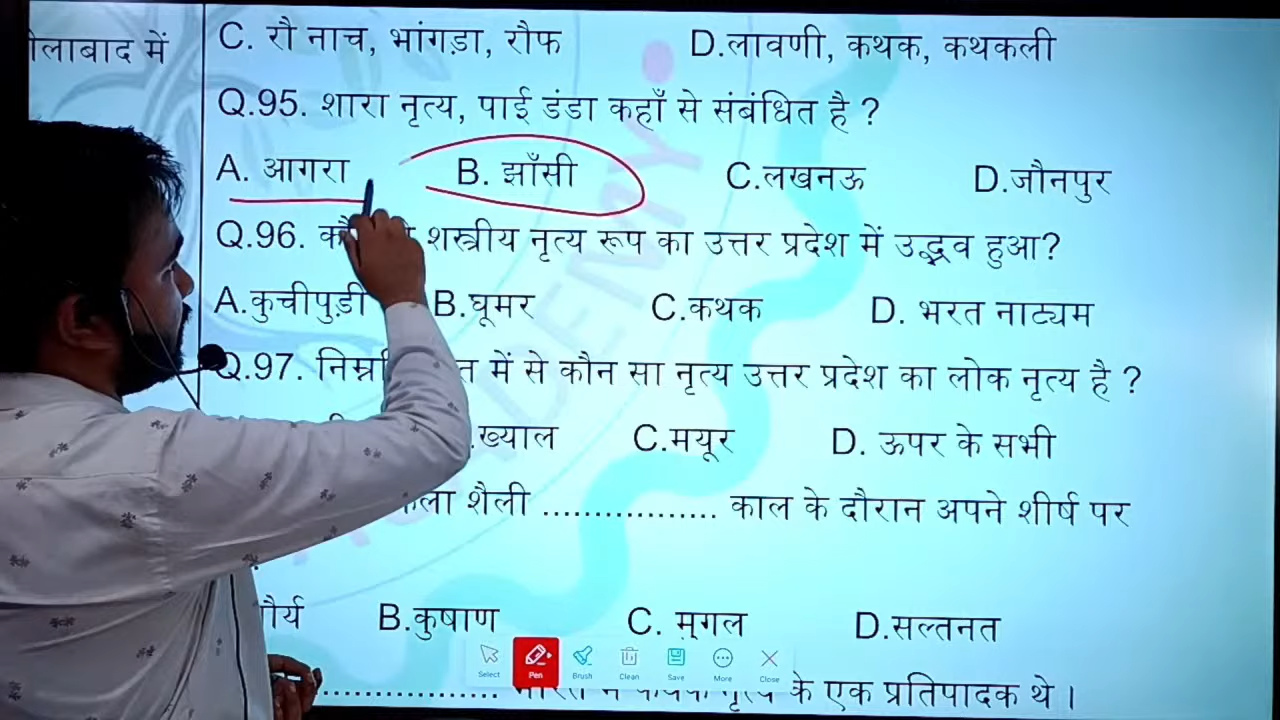 लाबाद में
C. रौ नाच, भांगड़ा, रौफ D.लावणी, कथक, कथकली
Q.95. शारा नृत्य, पाई डंडा कहाँ से संबंधित है ?
A. आगरा B. झाँसी C.लखनऊ D.जौनपुर
Q.96. शस्त्रीय नृत्य रूप का उत्तर प्रदेश में उद्भव हुआ?
A.कुचीपुड़ी B.घूमर C.कथक D. भरत नाट्यम
Q.97. में से कौन सा नृत्य उत्तर प्रदेश का लोक नृत्य है ?
.ख्याल C.मयूर D. ऊपर के सभी
शैली ................. काल के दौरान अपने शीर्ष पर
B.कुषाण C. मुगल D.सल्तनत
Select Pen Brush Clean Save More Close
................. के एक प्रतिपादक थे ।